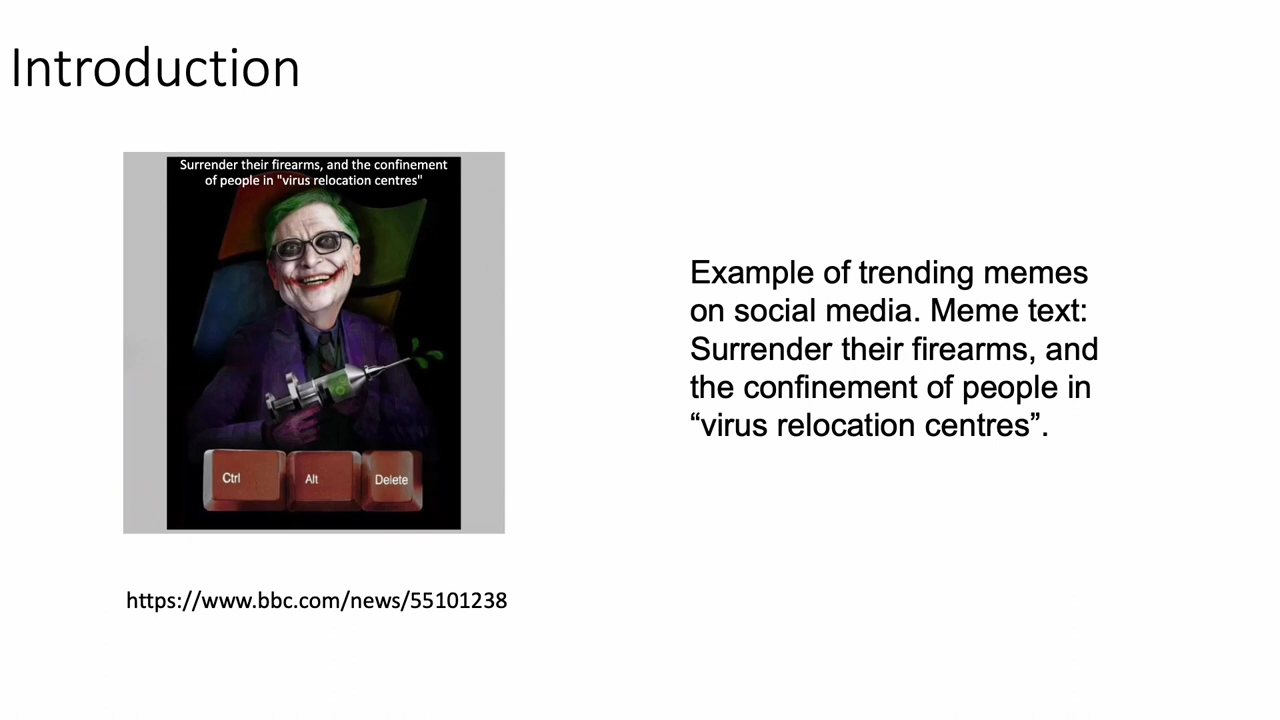 Introduction
Surrender their firearms, and the confinement
of people in "virus relocation centres"
Ctrl Alt Delete
https://www.bbc.com/news/55101238
Example of trending memes
on social media. Meme text:
Surrender their firearms, and
the confinement of people in
“virus relocation centres”.